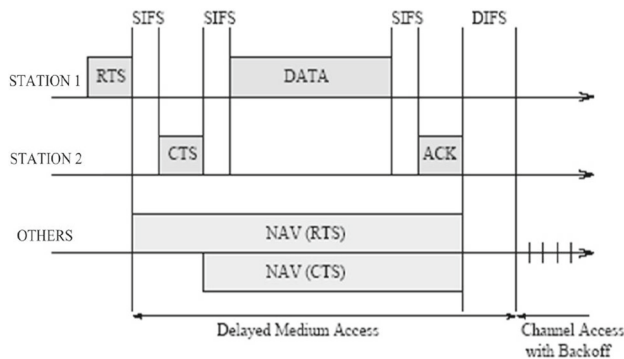 SIFS SIFS SIFS DIFS
STATION 1 RTS DATA
STATION 2 CTS ACK
OTHERS NAV (RTS)
NAV (CTS)
Delayed Medium Access Channel Access
with Backoff